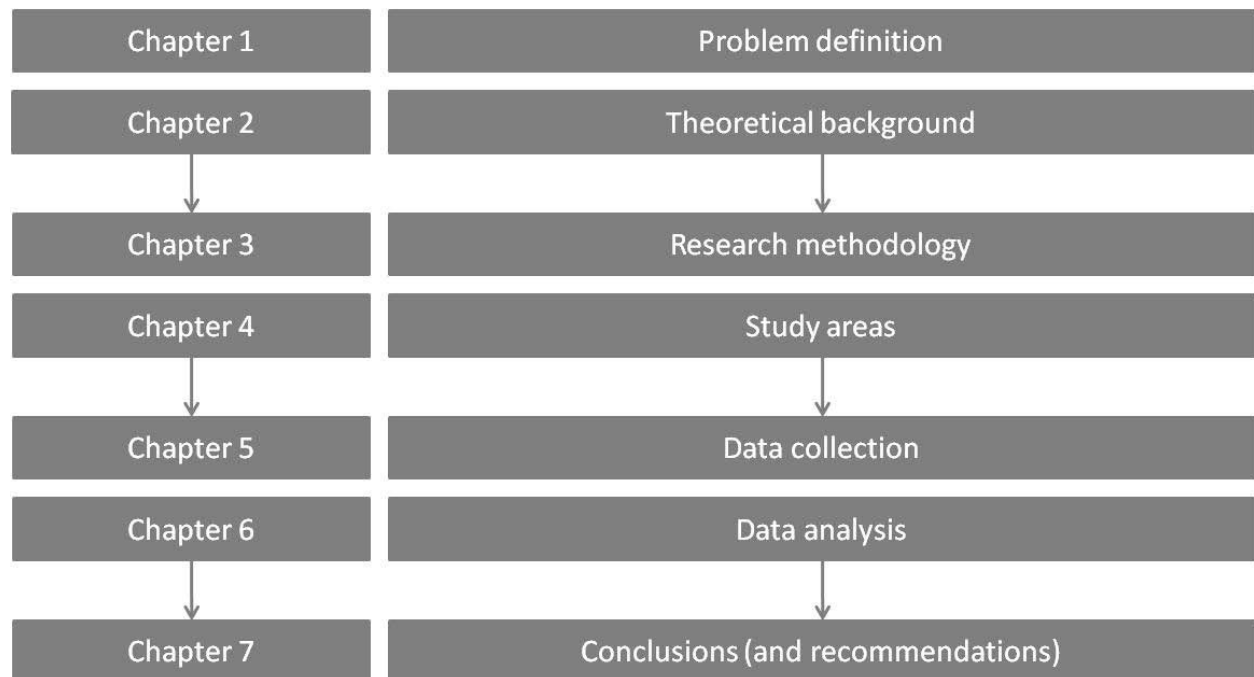 Chapter 1
Problem definition
Chapter 2
Theoretical background
Chapter 3
Research methodology
Chapter 4
Study areas
Chapter 5
Data collection
Chapter 6
Data analysis
Chapter 7
Conclusions (and recommendations)